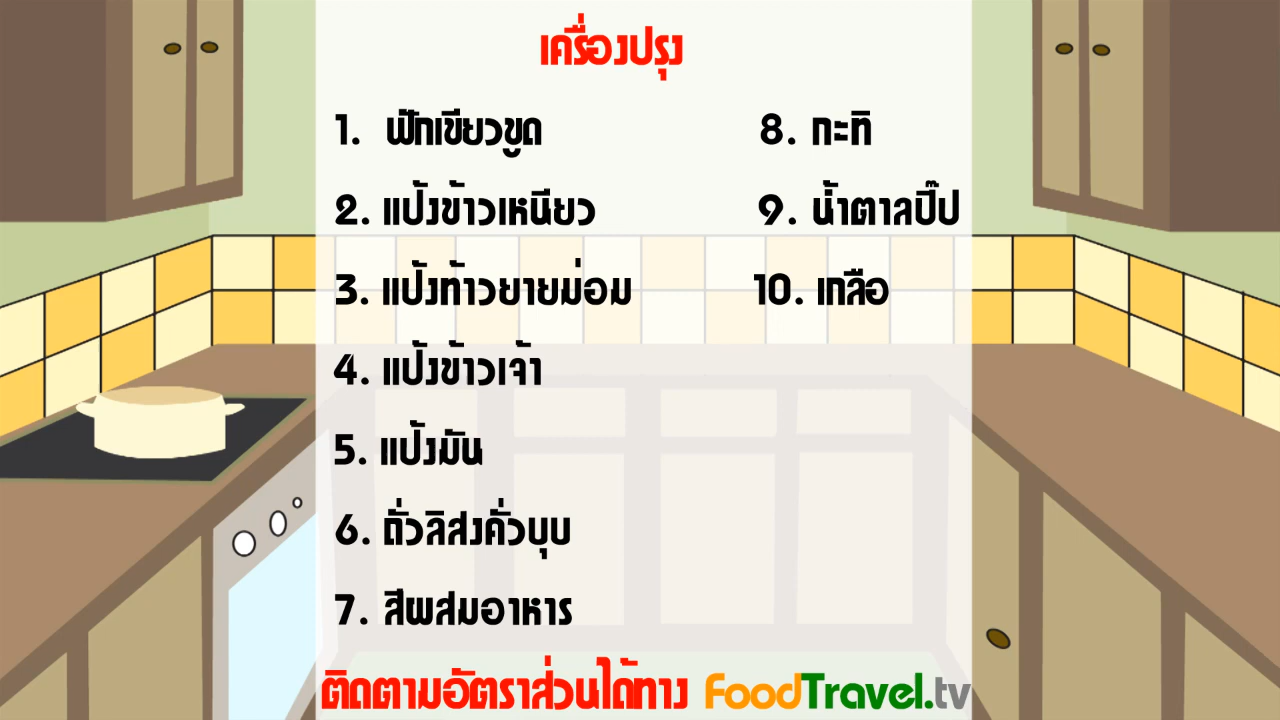 เครื่องปรุง
1. ฟักเขียวขูด
2. แป้งข้าวเหนียว
3. แป้งท้าวยายม่อม
4. แป้งข้าวเจ้า
5. แป้งมัน
6. ถั่วลิสงคั่วบุบ
7. สีผสมอาหาร
8. กะทิ
9. น้ำตาลปี๊ป
10. เกลือ
ติดตามอัตราส่วนได้ทาง FoodTravel.tv